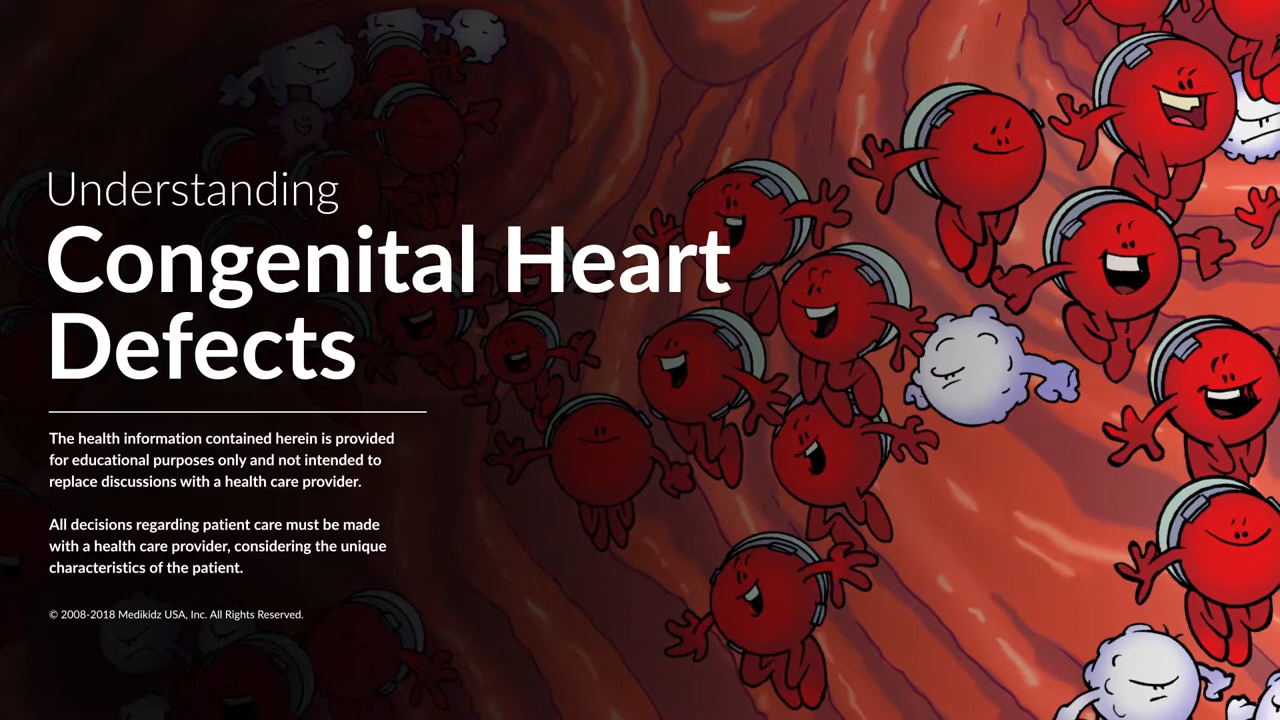 Understanding
Congenital Heart
Defects
The health information contained herein is provided
for educational purposes only and not intended to
replace discussions with a health care provider.
All decisions regarding patient care must be made
with a health care provider, considering the unique
characteristics of the patient.
© 2008-2018 Medikidz USA, Inc. All Rights Reserved.